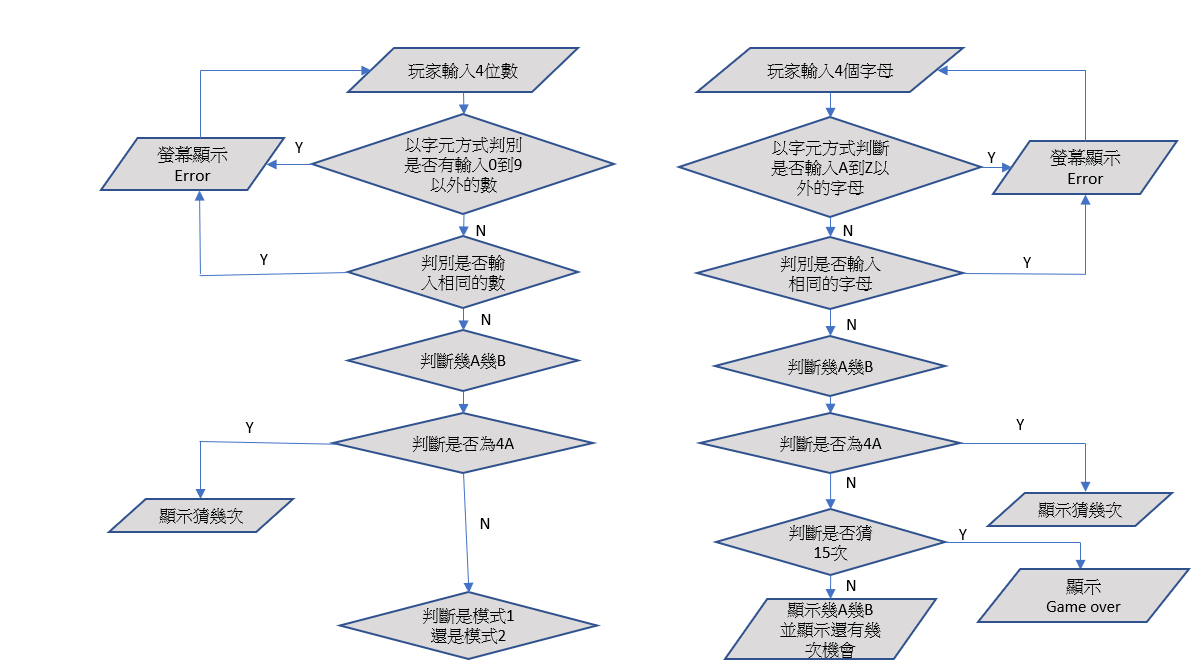 玩家輸入4位數
以字元方式判別
是否有輸入0到9
以外的數
Y
螢幕顯示
Error
N
判別是否輸
入相同的數
Y
N
判斷幾A幾B
判斷是否為4A
Y
顯示猜幾次
N
判斷是模式1
還是模式2
玩家輸入4個字母
以字元方式判斷
是否輸入A到Z以
外的字母
Y
螢幕顯示
Error
N
判別是否輸入
相同的字母
Y
N
判斷幾A幾B
判斷是否為4A
Y
顯示猜幾次
N
判斷是否猜
15次
Y
顯示
Game over
N
顯示幾A幾B
並顯示還有幾
次機會